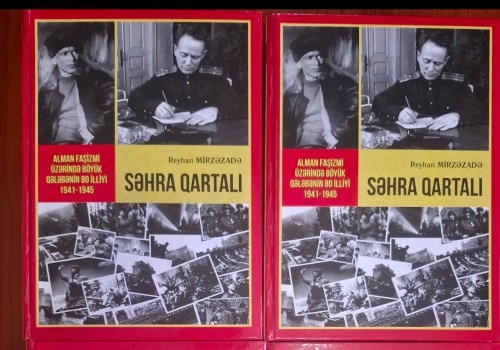 ALMAN FAŞİZMİ
ÜZƏRİNDƏ BÖYÜK
QƏLƏBƏNİN 80 İLLİYİ
1941-1945
Reyhan MİRZƏZADƏ
SƏHRA QARTALI
ALMAN FAŞİZMİ
ÜZƏRİNDƏ BÖYÜK
QƏLƏBƏNİN 80 İLLİYİ
1941-1945
Reyhan MİRZƏZADƏ
SƏHRA QARTALI